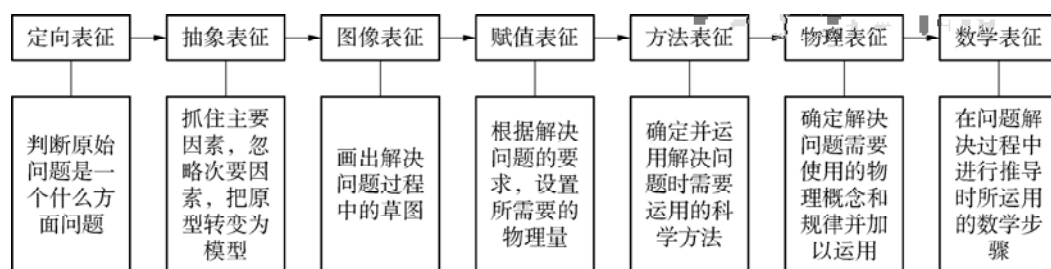 定向表征
抽象表征
图像表征
赋值表征
方法表征
物理表征
数学表征
判断原始
问题是一
个什么方
面问题
抓住主要
因素，忽
略次要因
素，把原
型转变为
模型
画出解决
问题过程
中的草图
根据解决
问题的要
求，设置
所需要的
物理量
确定并运
用解决问
题时需要
运用的科
学方法
确定解决
问题需要
使用的物
理概念和
规律并加
以运用
在问题解
决过程中
进行推导
时所运用
的数学步
骤